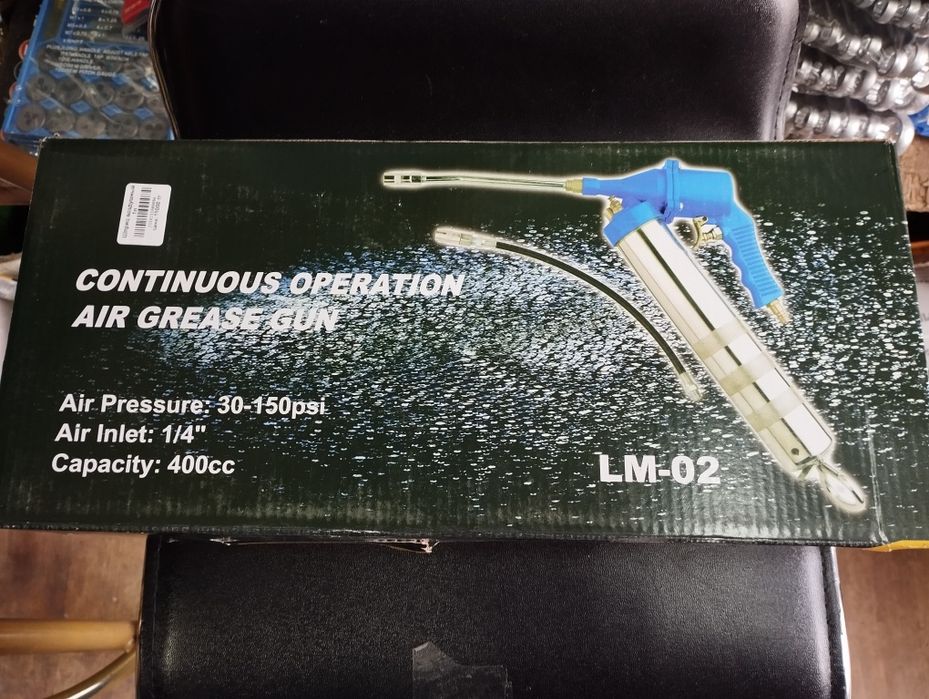 CONTINUOUS OPERATION
AIR GREASE GUN
Air Pressure: 30-150psi
Air Inlet: 1/4"
Capacity: 400cc
LM-02